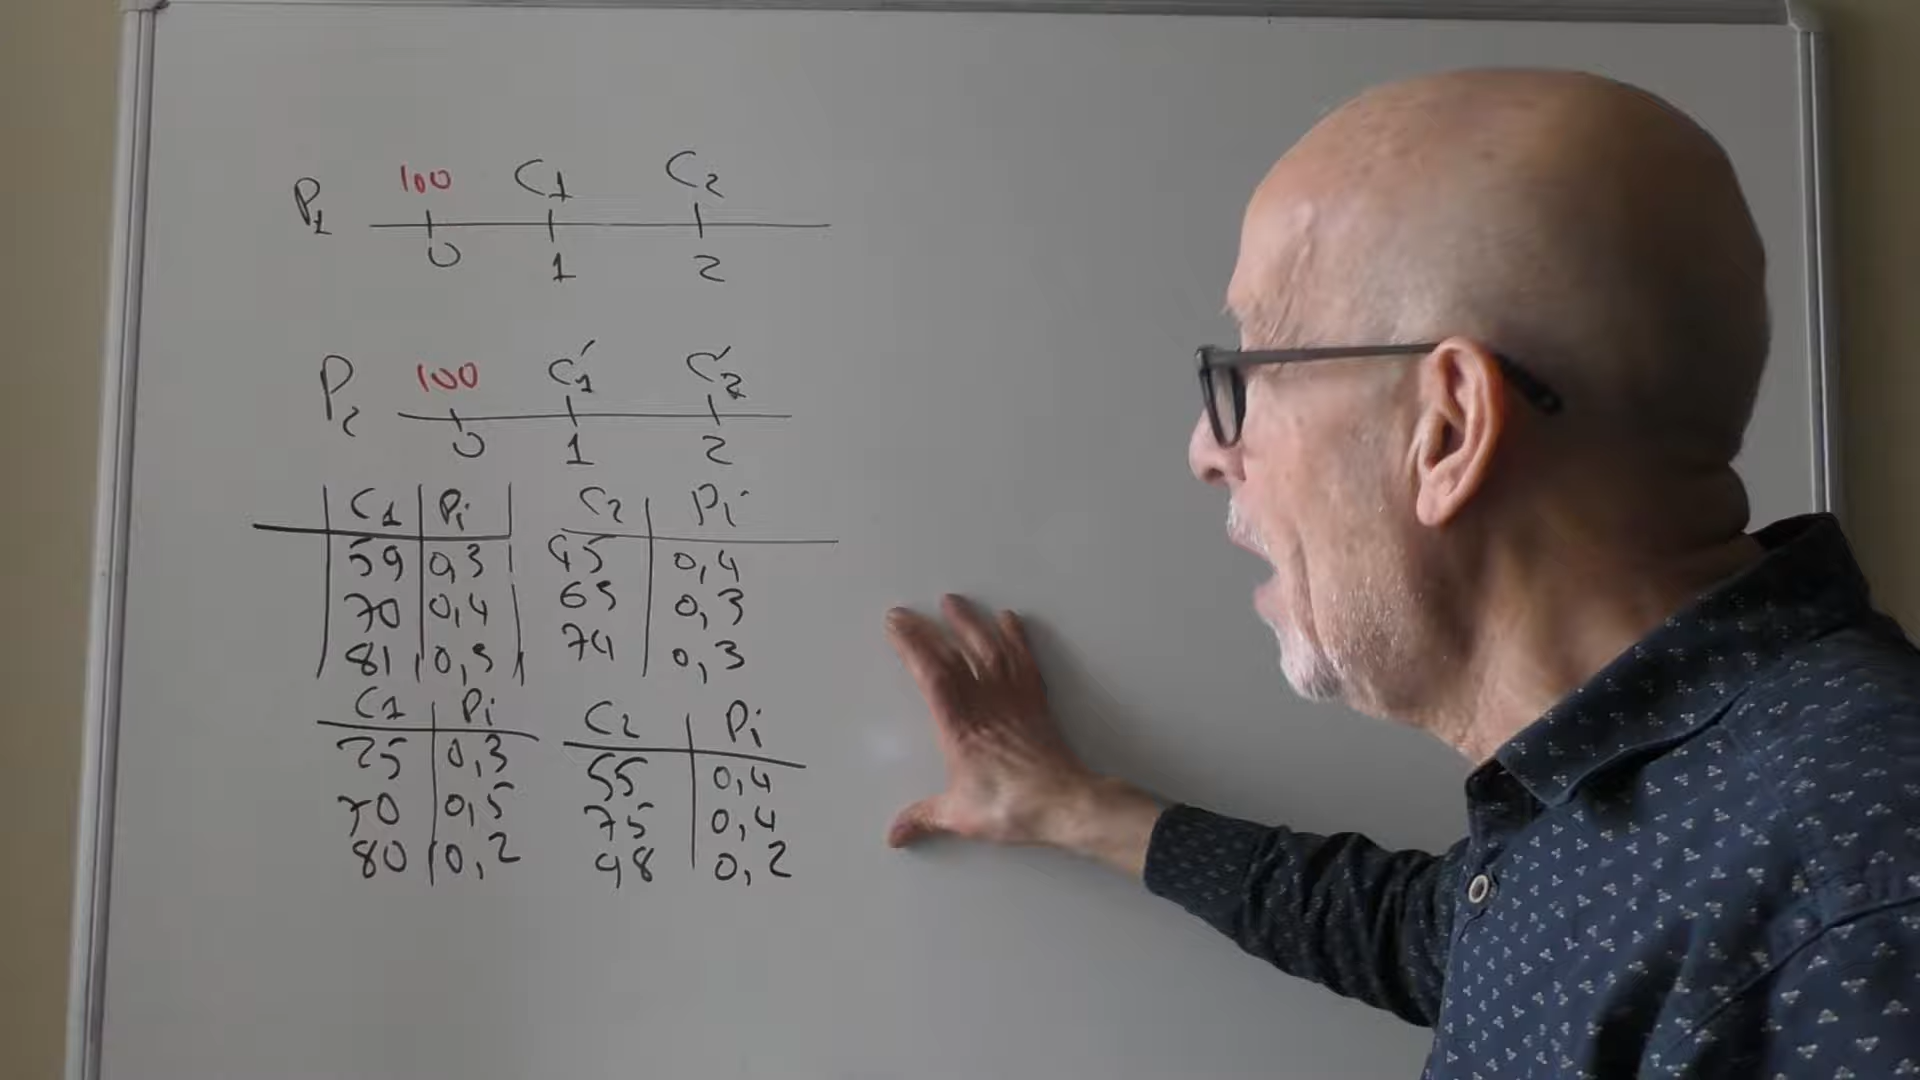 P1 100 C1 C2
0 1 2
P2 100 C'1 C'2
0 1 2
C1 Pi C2 Pi
59 0,3 45 0,4
70 0,4 65 0,3
81 0,3 74 0,3
C1 Pi C2 Pi
25 0,3 55 0,4
70 0,5 75 0,4
80 0,2 98 0,2